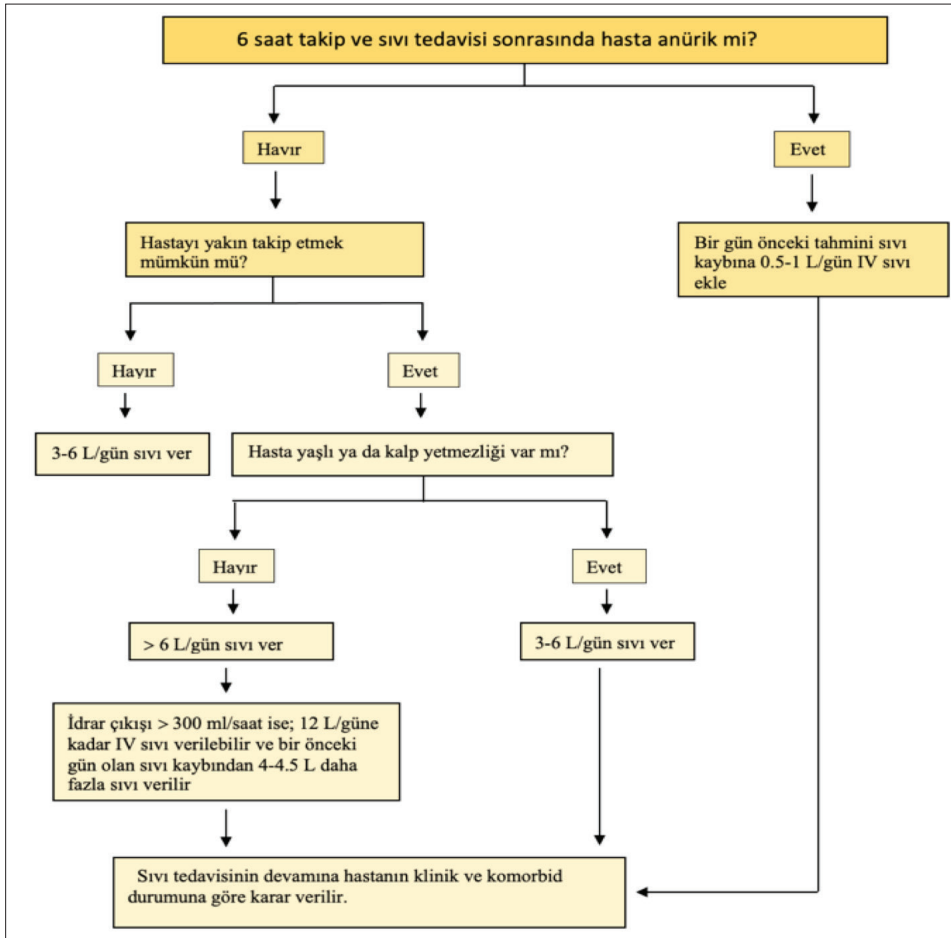 6 saat takip ve sıvı tedavisi sonrasında hasta anürik mi?
Havır
Evet
Hastayı yakın takip etmek
mümkün mü?
Bir gün önceki tahmini sıvı
kaybına 0.5-1 L/gün IV sıvı
ekle
Hayır
Evet
3-6 L/gün sıvı ver
Hasta yaşlı ya da kalp yetmezliği var mı?
Hayır
Evet
> 6 L/gün sıvı ver
3-6 L/gün sıvı ver
İdrar çıkışı > 300 ml/saat ise; 12 L/güne
kadar IV sıvı verilebilir ve bir önceki
gün olan sıvı kaybından 4-4.5 L daha
fazla sıvı verilir
Sıvı tedavisinin devamına hastanın klinik ve komorbid
durumuna göre karar verilir.